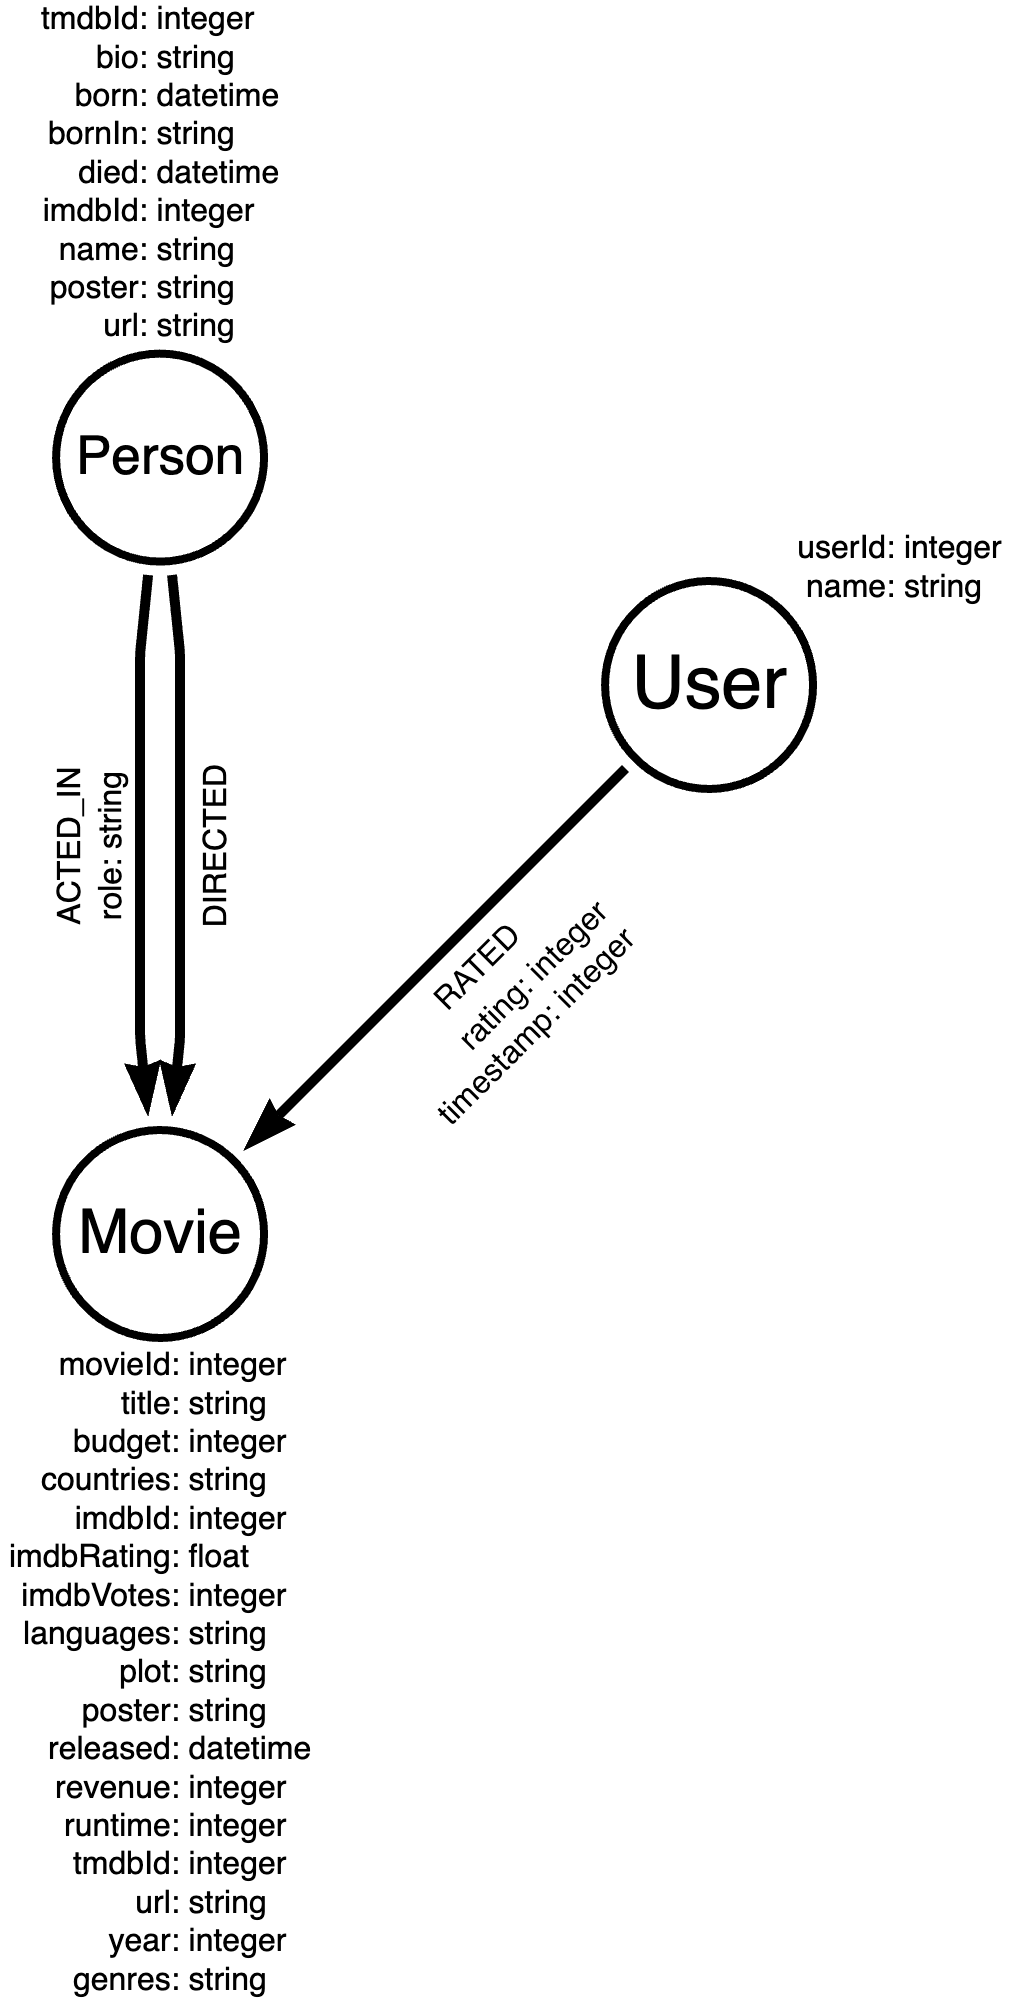 tmdbId: integer
bio: string
born: datetime
bornIn: string
died: datetime
imdbId: integer
name: string
poster: string
url: string
Person
userId: integer
name: string
User
ACTED_IN
role: string
DIRECTED
RATED
rating: integer
timestamp: integer
Movie
movieId: integer
title: string
budget: integer
countries: string
imdbId: integer
imdbRating: float
imdbVotes: integer
languages: string
plot: string
poster: string
released: datetime
revenue: integer
runtime: integer
tmdbId: integer
url: string
year: integer
genres: string